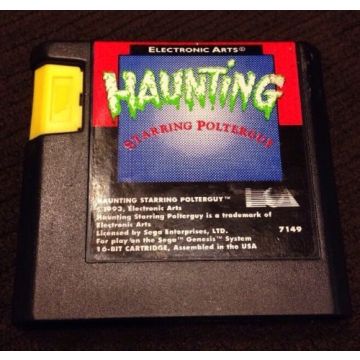 ELECTRONIC ARTS®
HAUNTING
STARRING POLTERGUY
HAUNTING STARRING POLTERGUY™
©1993, Electronic Arts
Haunting Starring Polterguy is a trademark of
Electronic Arts
Licensed by Sega Enterprises, LTD.
For play on the Sega™ Genesis™ System
16-BIT CARTRIDGE, Assembled in the USA
7149